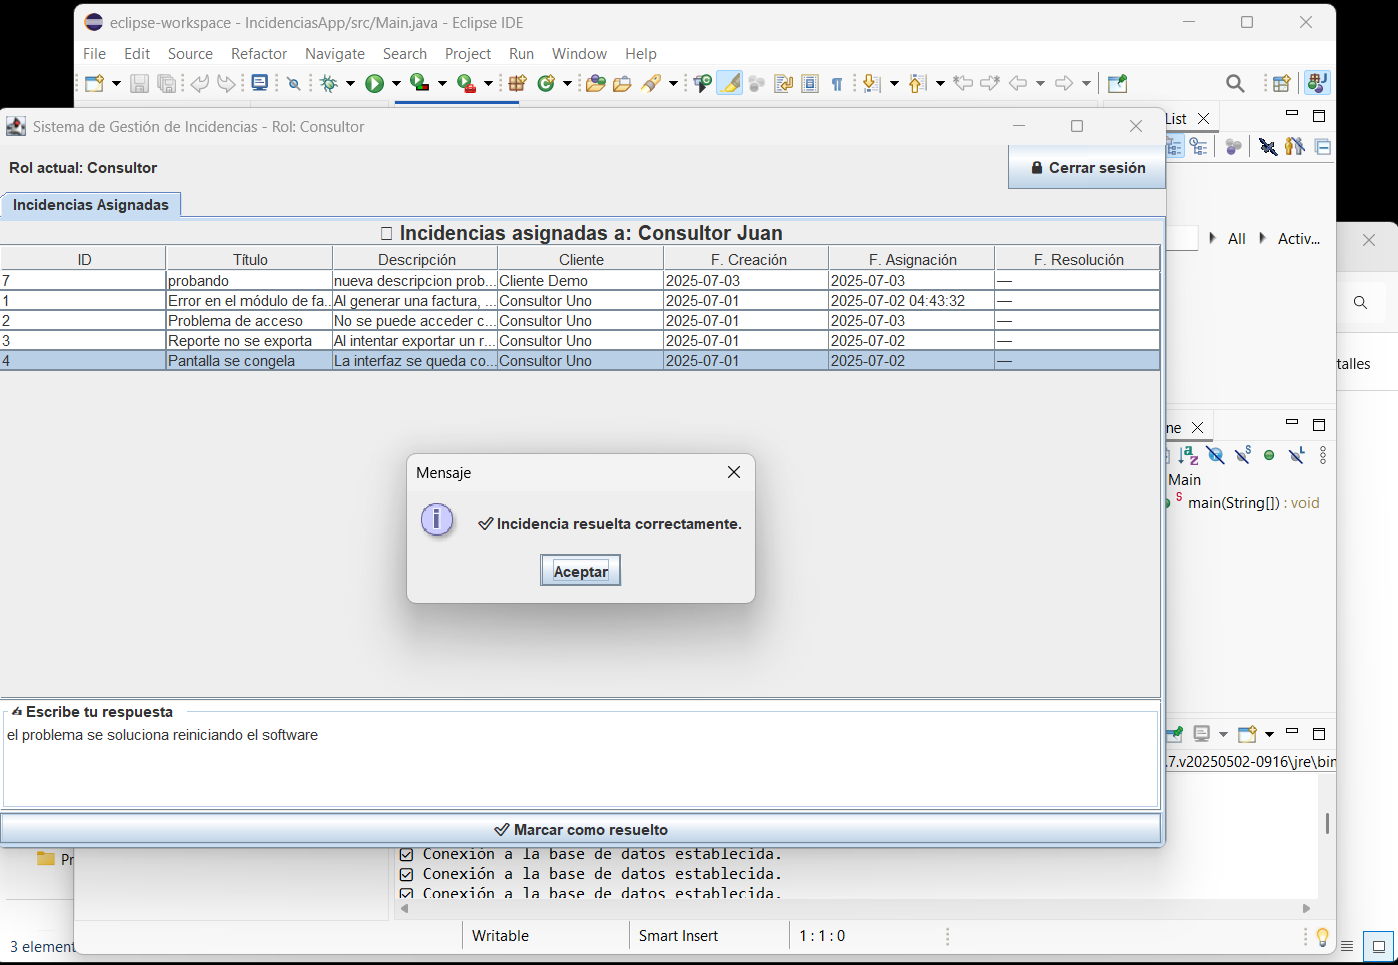 eclipse-workspace - IncidenciasApp/src/Main.java - Eclipse IDE
File Edit Source Refactor Navigate Search Project Run Window Help
Sistema de Gestión de Incidencias - Rol: Consultor
List
Rol actual: Consultor
Cerrar sesión
Incidencias Asignadas
Incidencias asignadas a: Consultor Juan
All Activ...
ID Título Descripción Cliente F. Creación F. Asignación F. Resolución
7 probando nueva descripcion prob... Cliente Demo 2025-07-03 2025-07-03 —
1 Error en el módulo de fa... Al generar una factura, ... Consultor Uno 2025-07-01 2025-07-02 04:43:32 —
2 Problema de acceso No se puede acceder c... Consultor Uno 2025-07-01 2025-07-03 —
3 Reporte no se exporta Al intentar exportar un r... Consultor Uno 2025-07-01 2025-07-02 —
4 Pantalla se congela La interfaz se queda co... Consultor Uno 2025-07-01 2025-07-02 —
talles
ne
Main
main(String[]) : void
Mensaje
✓ Incidencia resuelta correctamente.
Aceptar
Escribe tu respuesta
el problema se soluciona reiniciando el software
.7.v20250502-0916\jre\bin
✓ Marcar como resuelto
Pr
Conexión a la base de datos establecida.
Conexión a la base de datos establecida.
Conexión a la base de datos establecida.
3 element
Writable Smart Insert 1 : 1 : 0